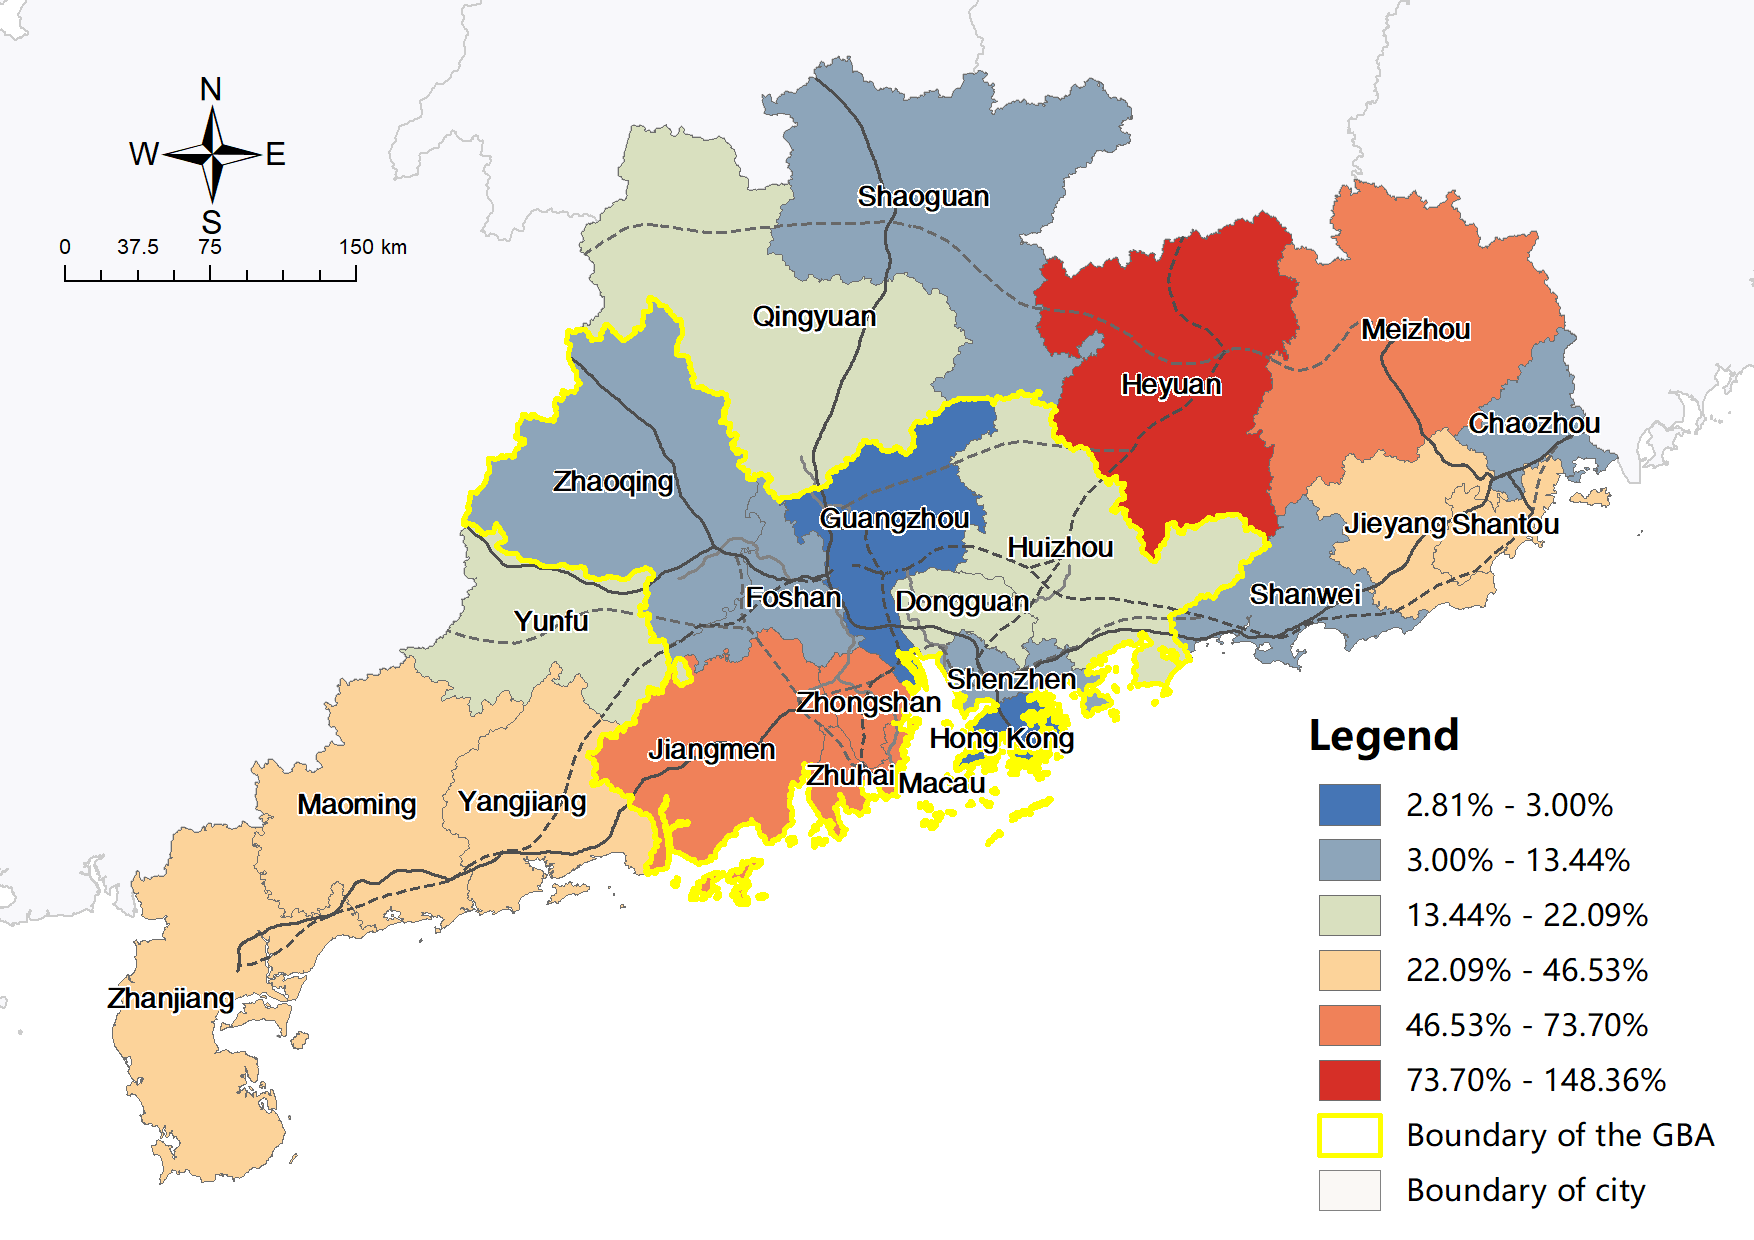 N
W E
S
0 37.5 75 150 km
Shaoguan
Qingyuan
Meizhou
Heyuan
Chaozhou
Zhaoqing
Guangzhou
Jieyang Shantou
Huizhou
Foshan
Dongguan
Shanwei
Yunfu
Shenzhen
Zhongshan
Hong Kong
Jiangmen
Zhuhai
Macau
Maoming
Yangjiang
Zhanjiang
Legend
2.81% - 3.00%
3.00% - 13.44%
13.44% - 22.09%
22.09% - 46.53%
46.53% - 73.70%
73.70% - 148.36%
Boundary of the GBA
Boundary of city